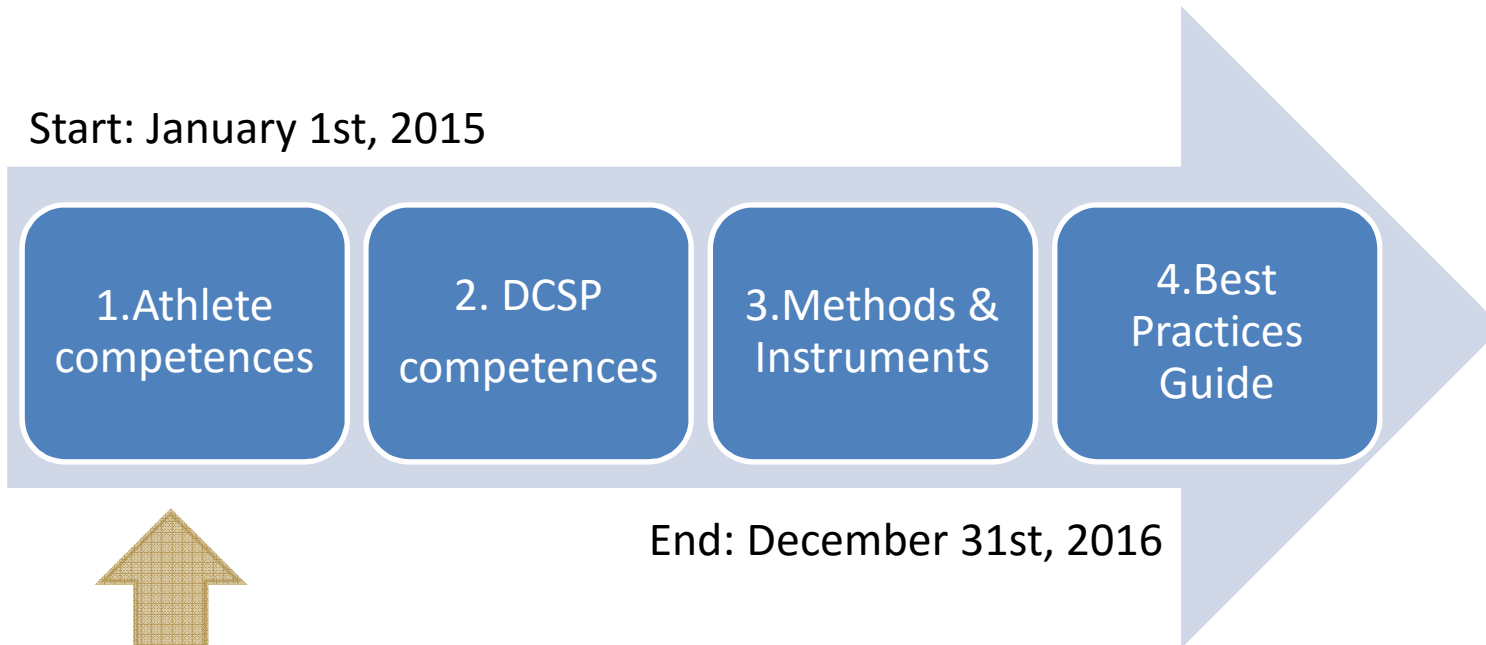 Start: January 1st, 2015
1.Athlete
competences
2. DCSP
competences
3.Methods &
Instruments
4.Best
Practices
Guide
End: December 31st, 2016